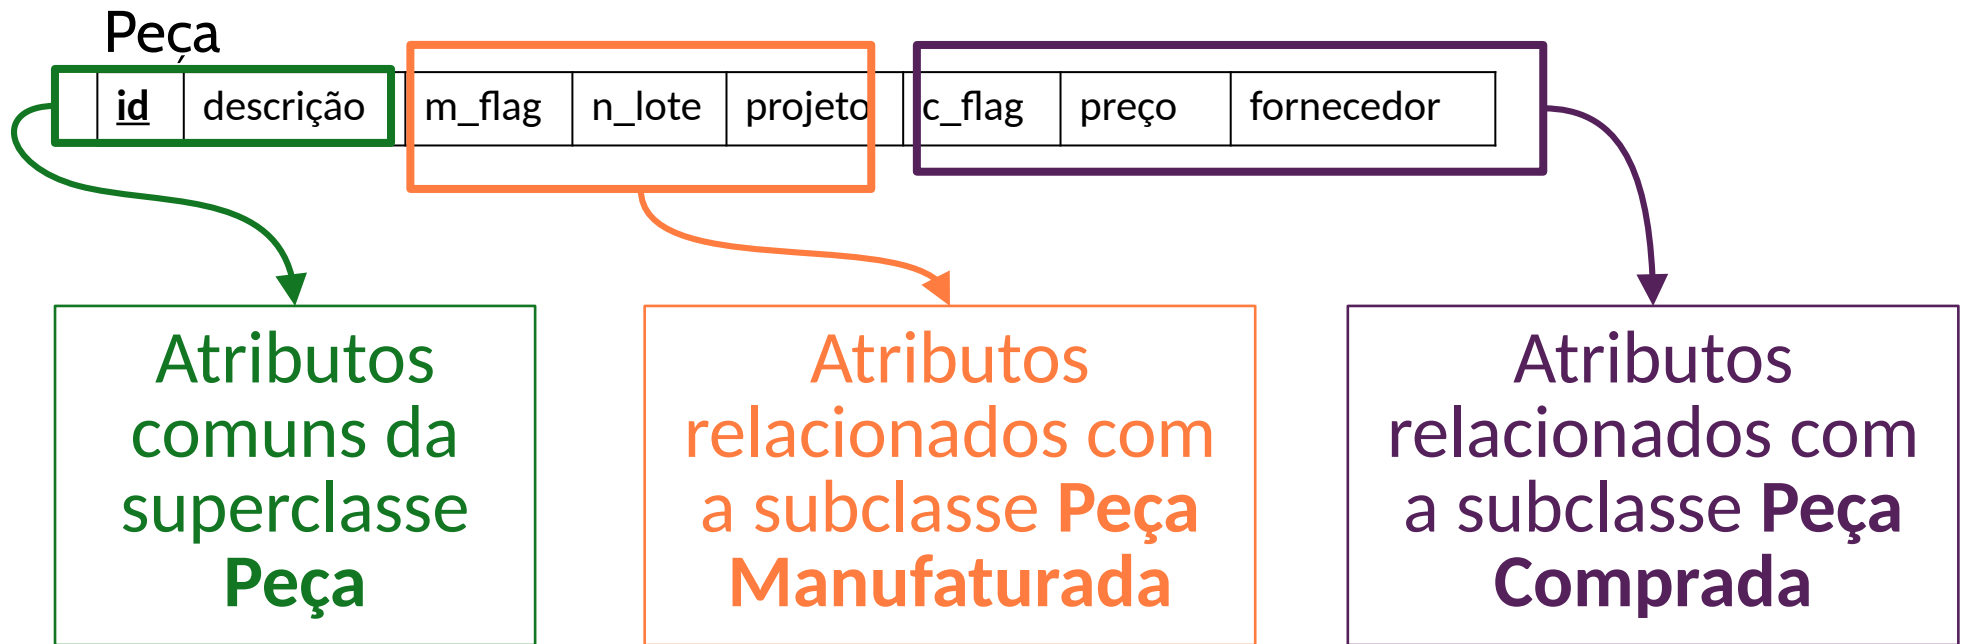 Peça
id descrição m_flag n_lote projeto c_flag preço fornecedor
Atributos
comuns da
superclasse
Peça
Atributos
relacionados com
a subclasse Peça
Manufaturada
Atributos
relacionados com
a subclasse Peça
Comprada